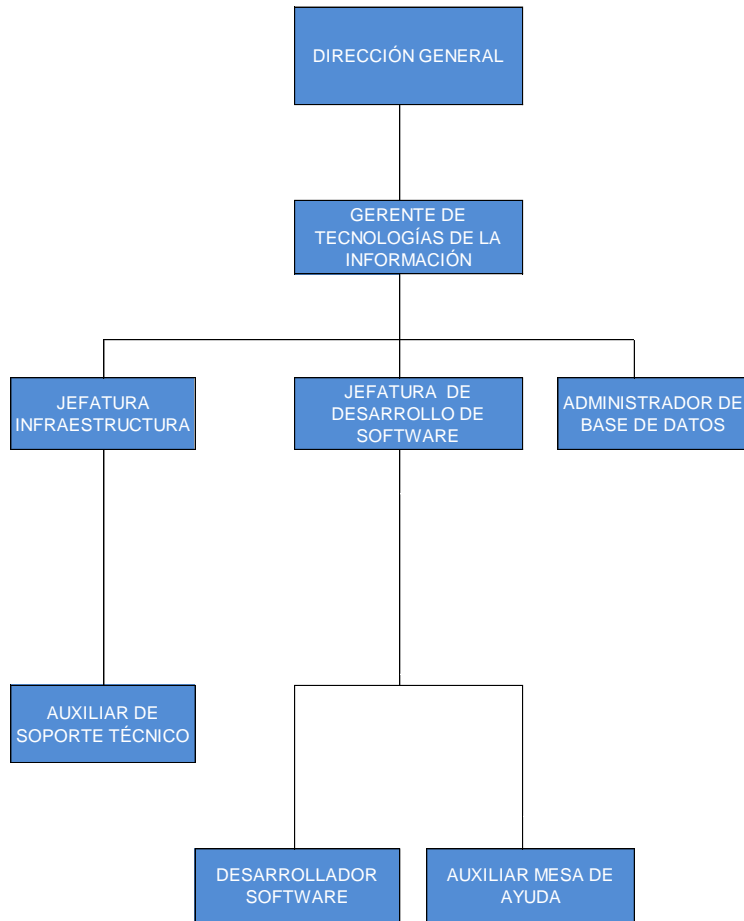 DIRECCIÓN GENERAL
GERENTE DE
TECNOLOGÍAS DE LA
INFORMACIÓN
JEFATURA
INFRAESTRUCTURA
JEFATURA DE
DESARROLLO DE
SOFTWARE
ADMINISTRADOR DE
BASE DE DATOS
AUXILIAR DE
SOPORTE TÉCNICO
DESARROLLADOR
SOFTWARE
AUXILIAR MESA DE
AYUDA